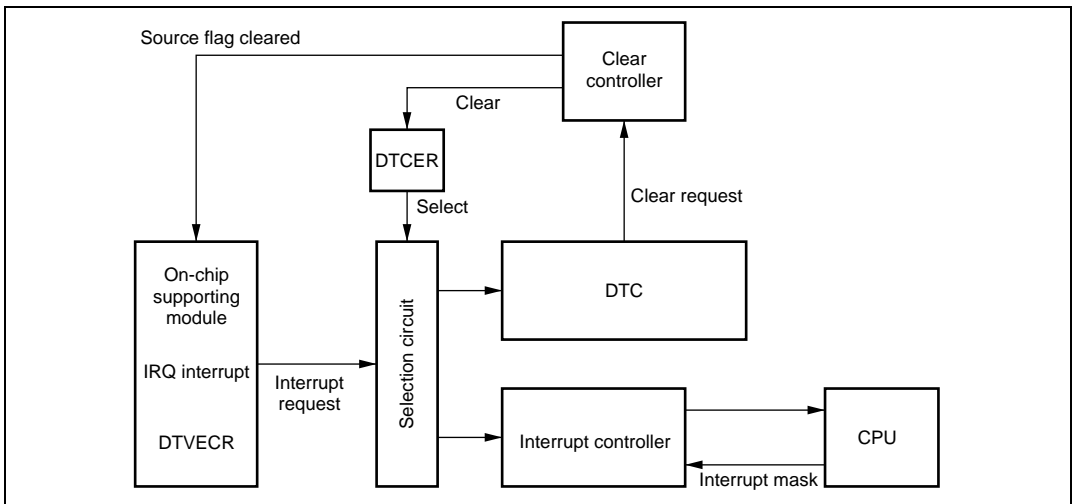 Source flag cleared
Clear
controller
Clear
DTCER
Clear request
Select
On-chip
supporting
module
DTC
Selection circuit
IRQ interrupt
Interrupt
request
DTVECR
Interrupt controller
CPU
Interrupt mask